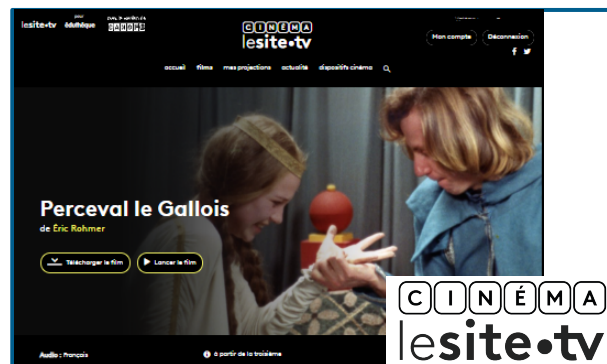 pour
lesite•tv éduthèque CANOPÉ
CINÉMA
lesite•tv
Mon compte Déconnexion
accueil films mes projections actualité dispositifs cinéma
Perceval le Gallois
de Éric Rohmer
Télécharger le film Lancer le film
Audio : Français à partir de la troisième
CINÉMA
lesite•tv